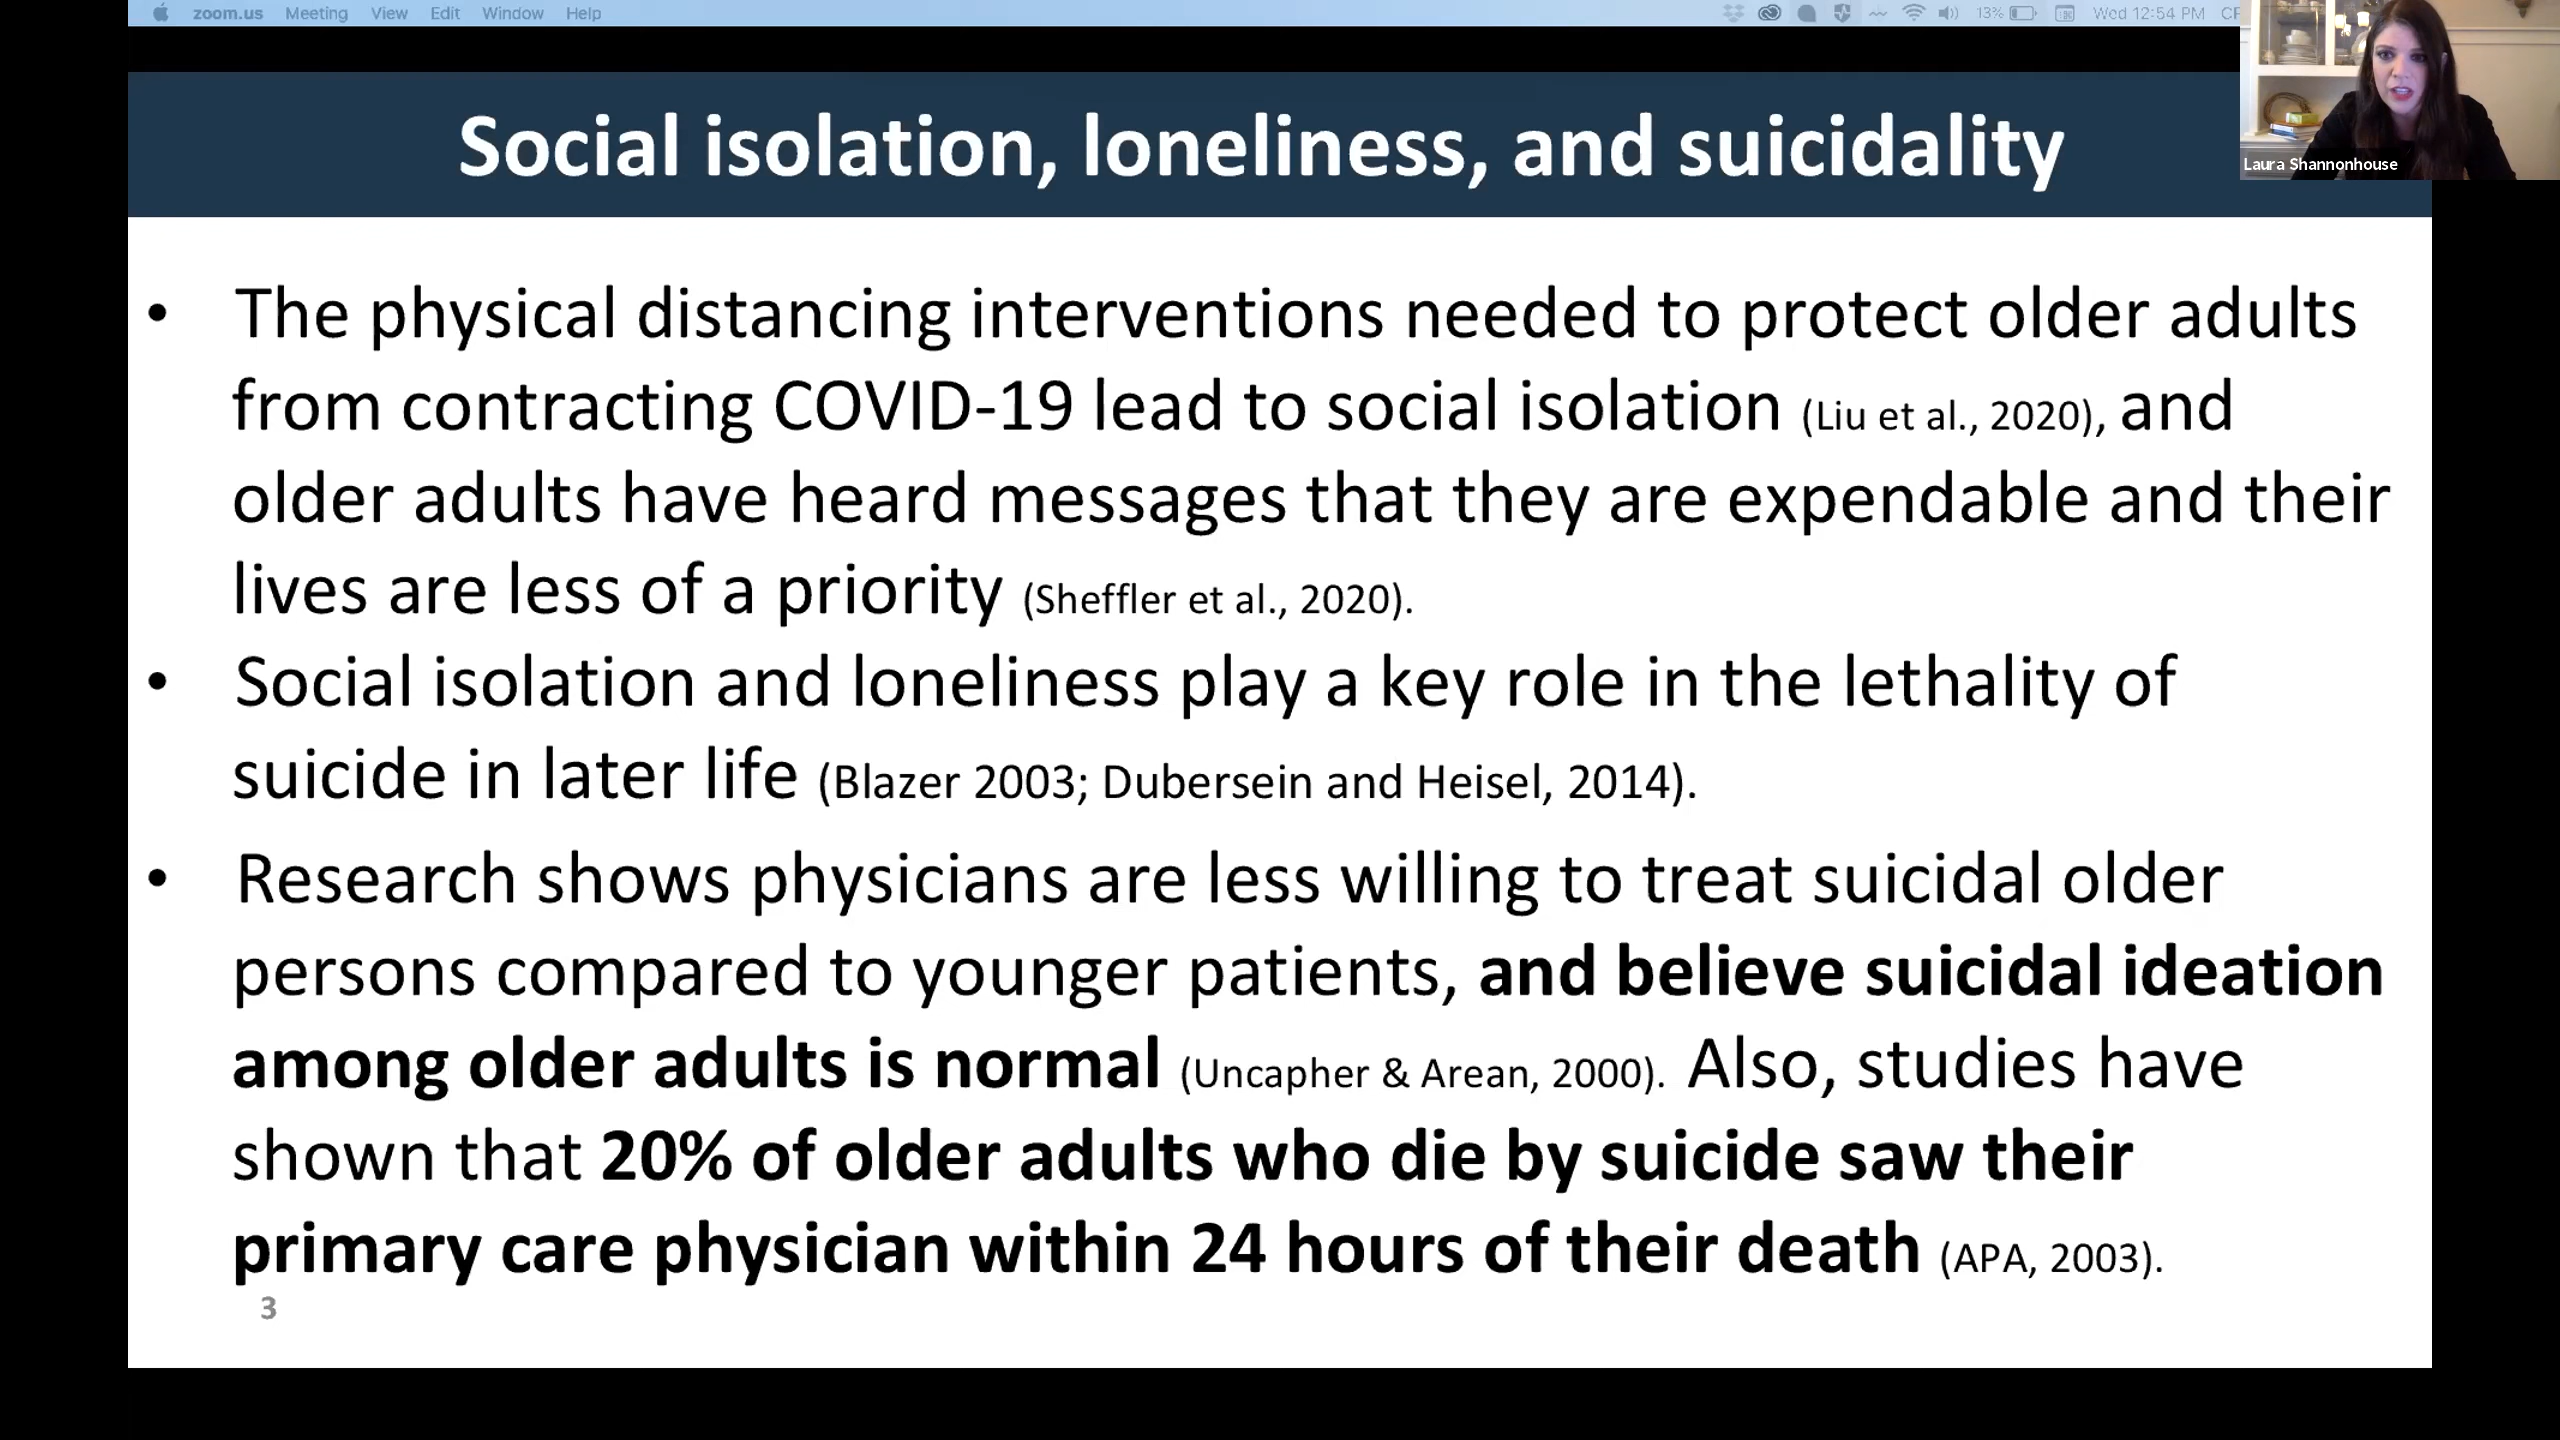 zoom.us Meeting View Edit Window Help 13% Wed 12:54 PM
Laura Shannonhouse
Social isolation, loneliness, and suicidality
• The physical distancing interventions needed to protect older adults
from contracting COVID-19 lead to social isolation (Liu et al., 2020), and
older adults have heard messages that they are expendable and their
lives are less of a priority (Sheffler et al., 2020).
• Social isolation and loneliness play a key role in the lethality of
suicide in later life (Blazer 2003; Dubersein and Heisel, 2014).
• Research shows physicians are less willing to treat suicidal older
persons compared to younger patients, and believe suicidal ideation
among older adults is normal (Uncapher & Arean, 2000). Also, studies have
shown that 20% of older adults who die by suicide saw their
primary care physician within 24 hours of their death (APA, 2003).
3